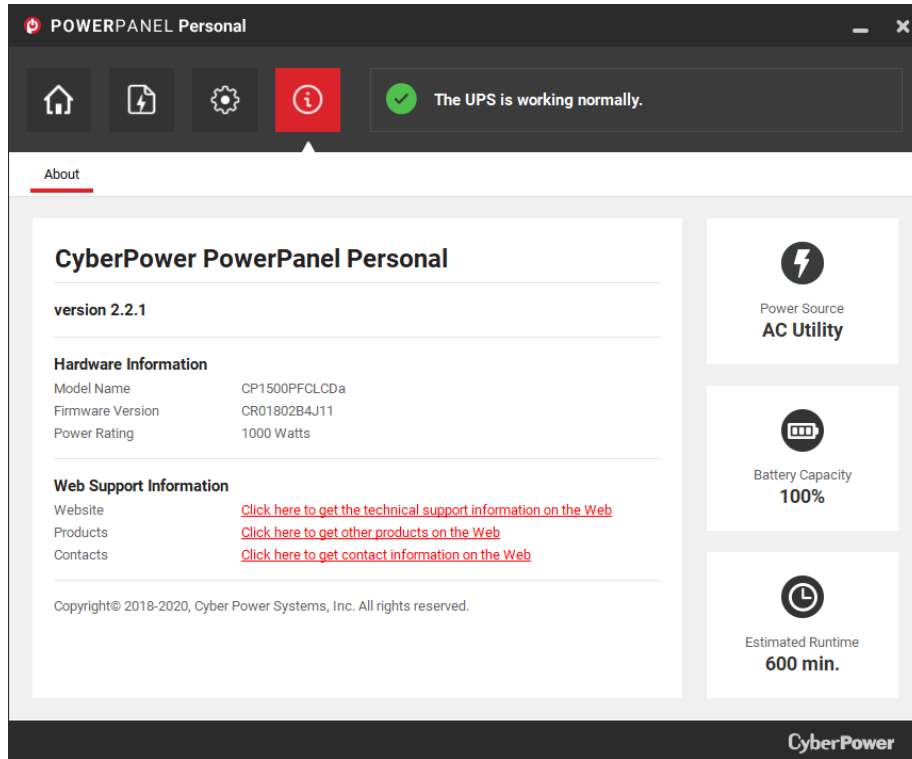 POWERPANEL Personal
The UPS is working normally.
About
CyberPower PowerPanel Personal
version 2.2.1
Hardware Information
Model Name CP1500PFCLCDa
Firmware Version CR01802B4J11
Power Rating 1000 Watts
Web Support Information
Website Click here to get the technical support information on the Web
Products Click here to get other products on the Web
Contacts Click here to get contact information on the Web
Copyright© 2018-2020, Cyber Power Systems, Inc. All rights reserved.
Power Source
AC Utility
Battery Capacity
100%
Estimated Runtime
600 min.
CyberPower